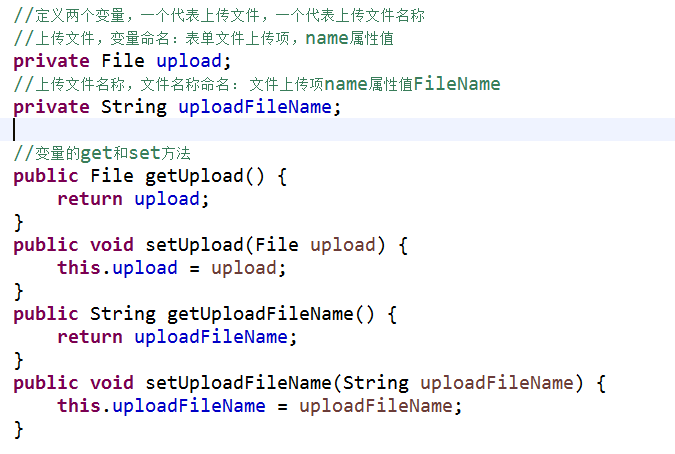 //定义两个变量，一个代表上传文件，一个代表上传文件名称
//上传文件，变量命名：表单文件上传项，name属性值
private File upload;
//上传文件名称，文件名称命名： 文件上传项name属性值FileName
private String uploadFileName;
//变量的get和set方法
public File getUpload() {
return upload;
}
public void setUpload(File upload) {
this.upload = upload;
}
public String getUploadFileName() {
return uploadFileName;
}
public void setUploadFileName(String uploadFileName) {
this.uploadFileName = uploadFileName;
}